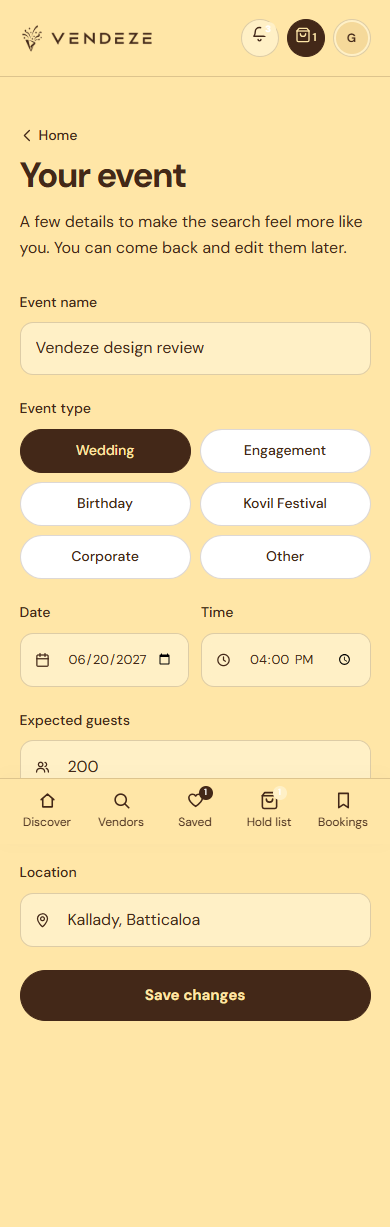 VENDEZE
1
G
Home
Your event
A few details to make the search feel more like
you. You can come back and edit them later.
Event name
Vendeze design review
Event type
Wedding
Engagement
Birthday
Kovil Festival
Corporate
Other
Date
Time
06/20/2027
04:00 PM
Expected guests
200
1
Discover
Vendors
Saved
Hold list
Bookings
Location
Kallady, Batticaloa
Save changes